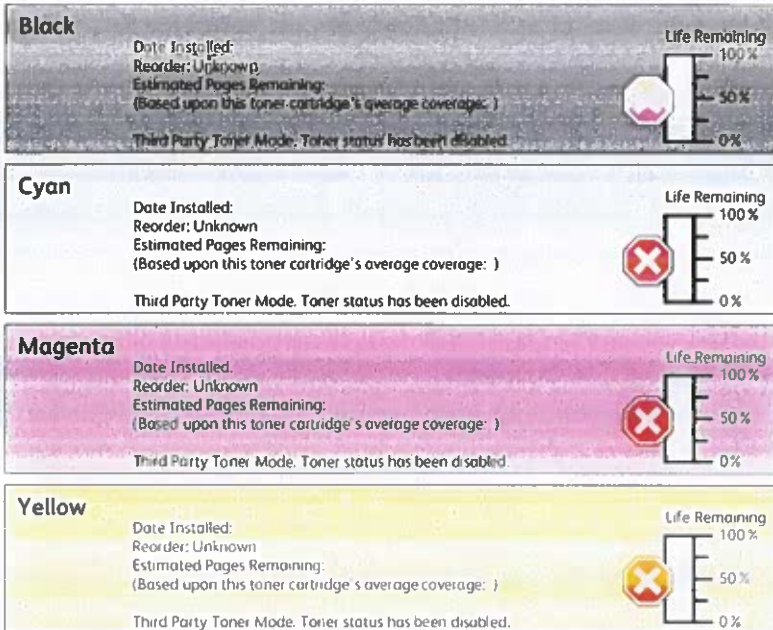 Black
Life Remaining
Date Installed:
100%
Reorder: Unknown
Estimated Pages Remaining:
50%
(Based upon this toner cartridge's average coverage: )
Third Party Toner Mode. Toner status has been disabled.
0%
Cyan
Life Remaining
Date Installed:
100%
Reorder: Unknown
Estimated Pages Remaining:
50%
(Based upon this toner cartridge's average coverage: )
Third Party Toner Mode. Toner status has been disabled.
0%
Magenta
Life Remaining
Date Installed.
100%
Reorder: Unknown
Estimated Pages Remaining:
50%
(Based upon this toner cartridge's average coverage: )
Third Party Toner Mode. Toner status has been disabled.
0%
Yellow
Life Remaining
Date Installed:
100%
Reorder: Unknown
Estimated Pages Remaining:
50%
(Based upon this toner cartridge's average coverage: )
Third Party Toner Mode. Toner status has been disabled.
0%